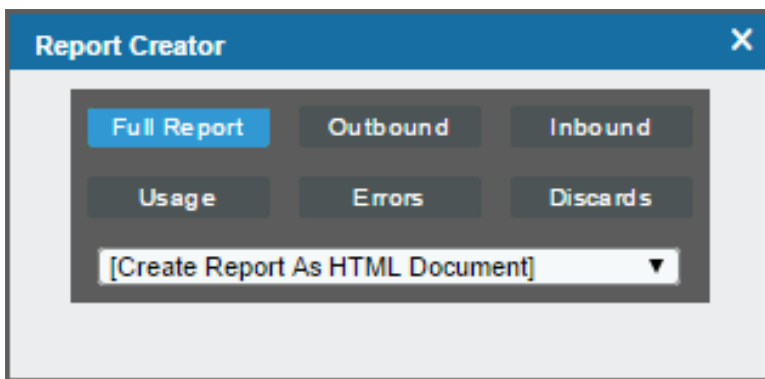 Report Creator
Full Report Outbound Inbound
Usage Errors Discards
[Create Report As HTML Document]